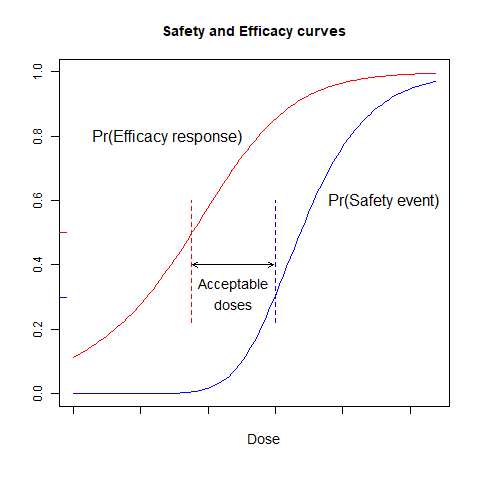 Safety and Efficacy curves
1.0
0.8
0.6
0.4
0.2
0.0
Pr(Efficacy response)
Pr(Safety event)
Acceptable
doses
Dose